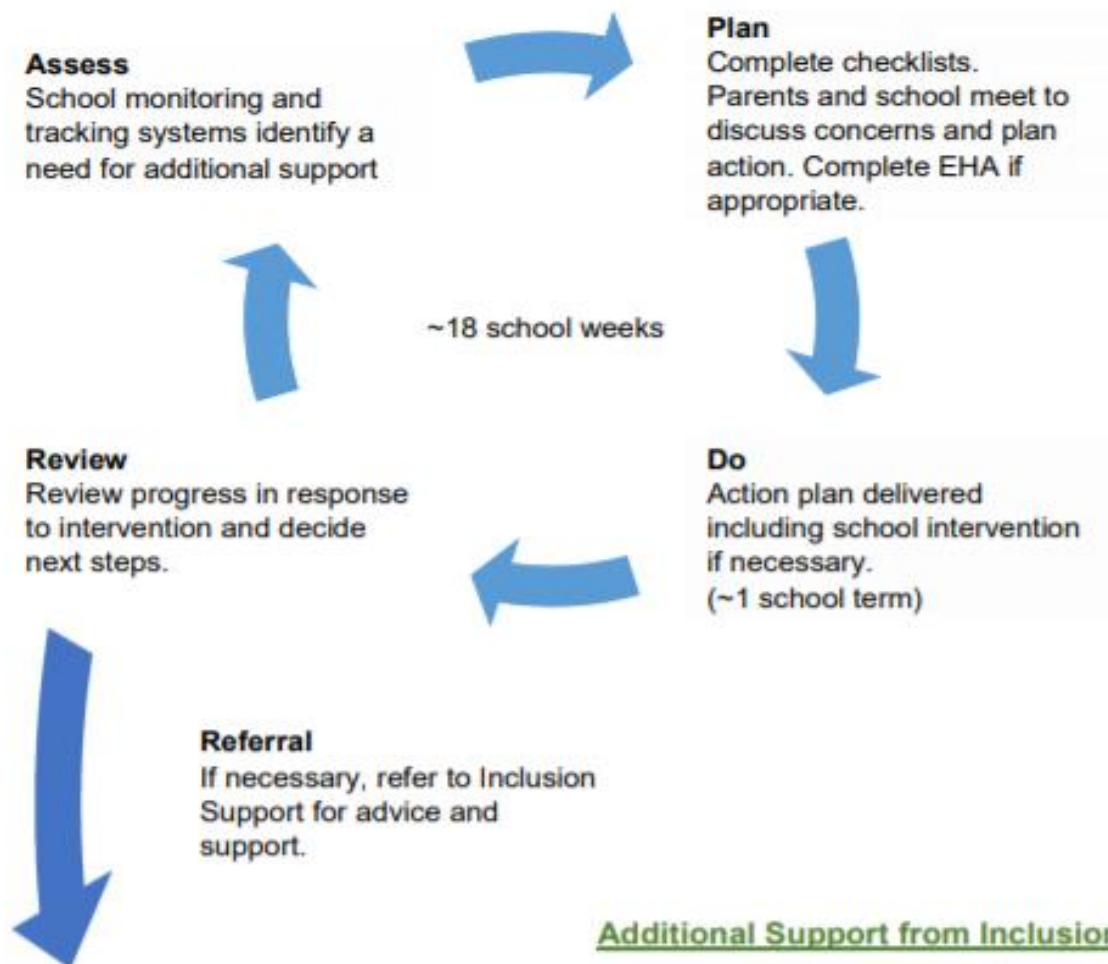 Assess
School monitoring and
tracking systems identify a
need for additional support
Plan
Complete checklists.
Parents and school meet to
discuss concerns and plan
action. Complete EHA if
appropriate.
~18 school weeks
Review
Review progress in response
to intervention and decide
next steps.
Do
Action plan delivered
including school intervention
if necessary.
(~1 school term)
Referral
If necessary, refer to Inclusion
Support for advice and
support.
Additional Support from Inclusion